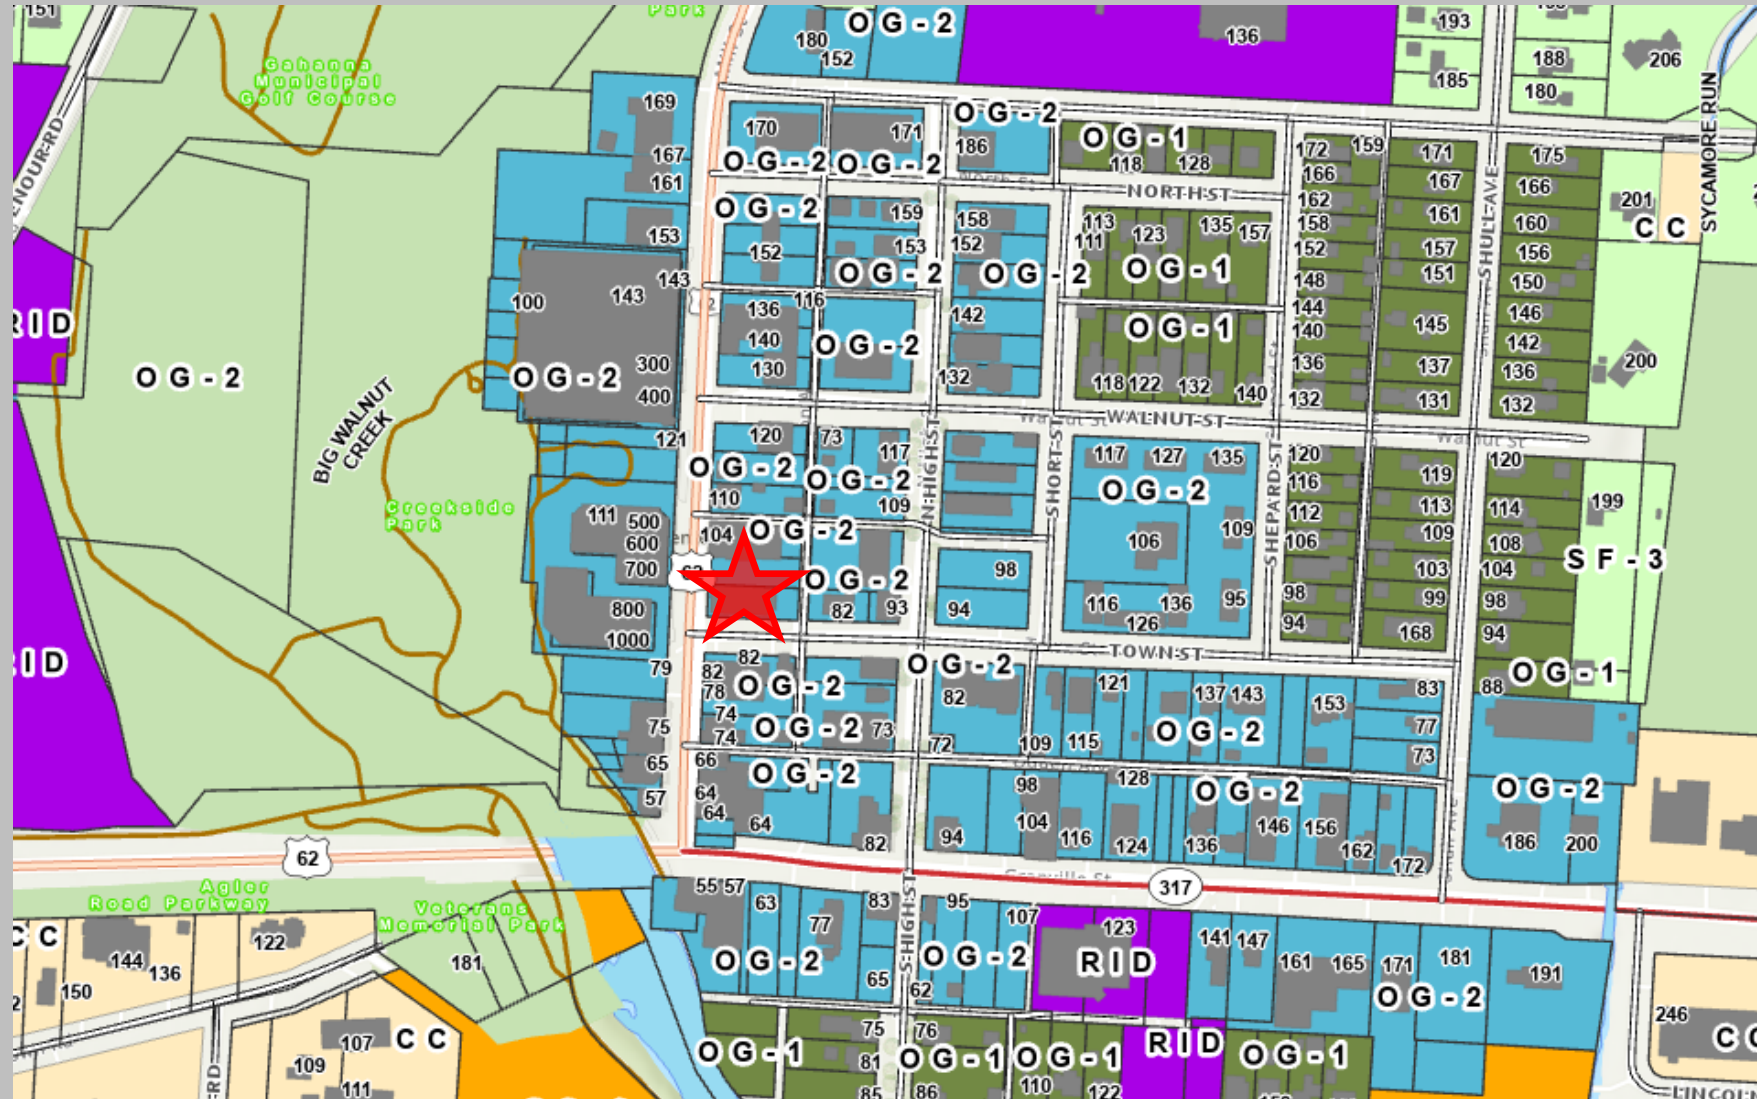 151
Park
180
152
OG-2
136
193
185
188
180
206
Gahanna
Municipal
Golf Course
SYCAMORE RUN
169
167
161
153
170
171
OG-2
OG-2
OG-2
186
OG-1
118
128
NORTH ST
172
166
162
158
152
148
144
140
136
132
159
171
167
161
157
151
145
137
131
175
166
160
156
150
146
142
136
132
201
CC
200
SHULL AVE
OG-2
152
159
153
OG-2
158
152
142
132
OG-2
113
111
123
135
157
OG-1
OG-1
118
122
132
140
143
143
100
300
400
OG-2
136
116
140
130
OG-2
RID
OG-2
BIG WALNUT
CREEK
Creekside
Park
WALNUT ST
Walnut St
Walnut St
121
120
73
117
OG-2
OG-2
110
109
N HIGH ST
SHORT ST
117
127
135
OG-2
106
109
116
136
126
95
SHEPARD ST
120
116
112
106
98
94
119
113
109
103
99
168
120
114
108
104
98
94
88
199
SF-3
OG-1
111
500
600
700
800
1000
104
OG-2
OG-2
82
93
98
94
TOWN ST
RID
79
75
65
57
82
82
78
OG-2
74
OG-2
74
73
66
OG-2
64
64
64
82
OG-2
82
72
109
115
121
137
143
153
OG-2
83
77
73
98
104
116
128
124
OG-2
136
146
156
162
172
94
OG-2
186
200
62
317
Granville St
Agler
Road Parkway
Veterans
Memorial Park
CC
144
136
122
150
181
107
109
111
CC
55
57
63
77
83
65
OG-2
S HIGH ST
95
107
OG-2
62
123
RID
141
147
161
165
171
181
191
OG-2
246
CC
OG-1
75
81
85
76
86
OG-1
OG-1
110
122
RID
OG-1
LINCOL